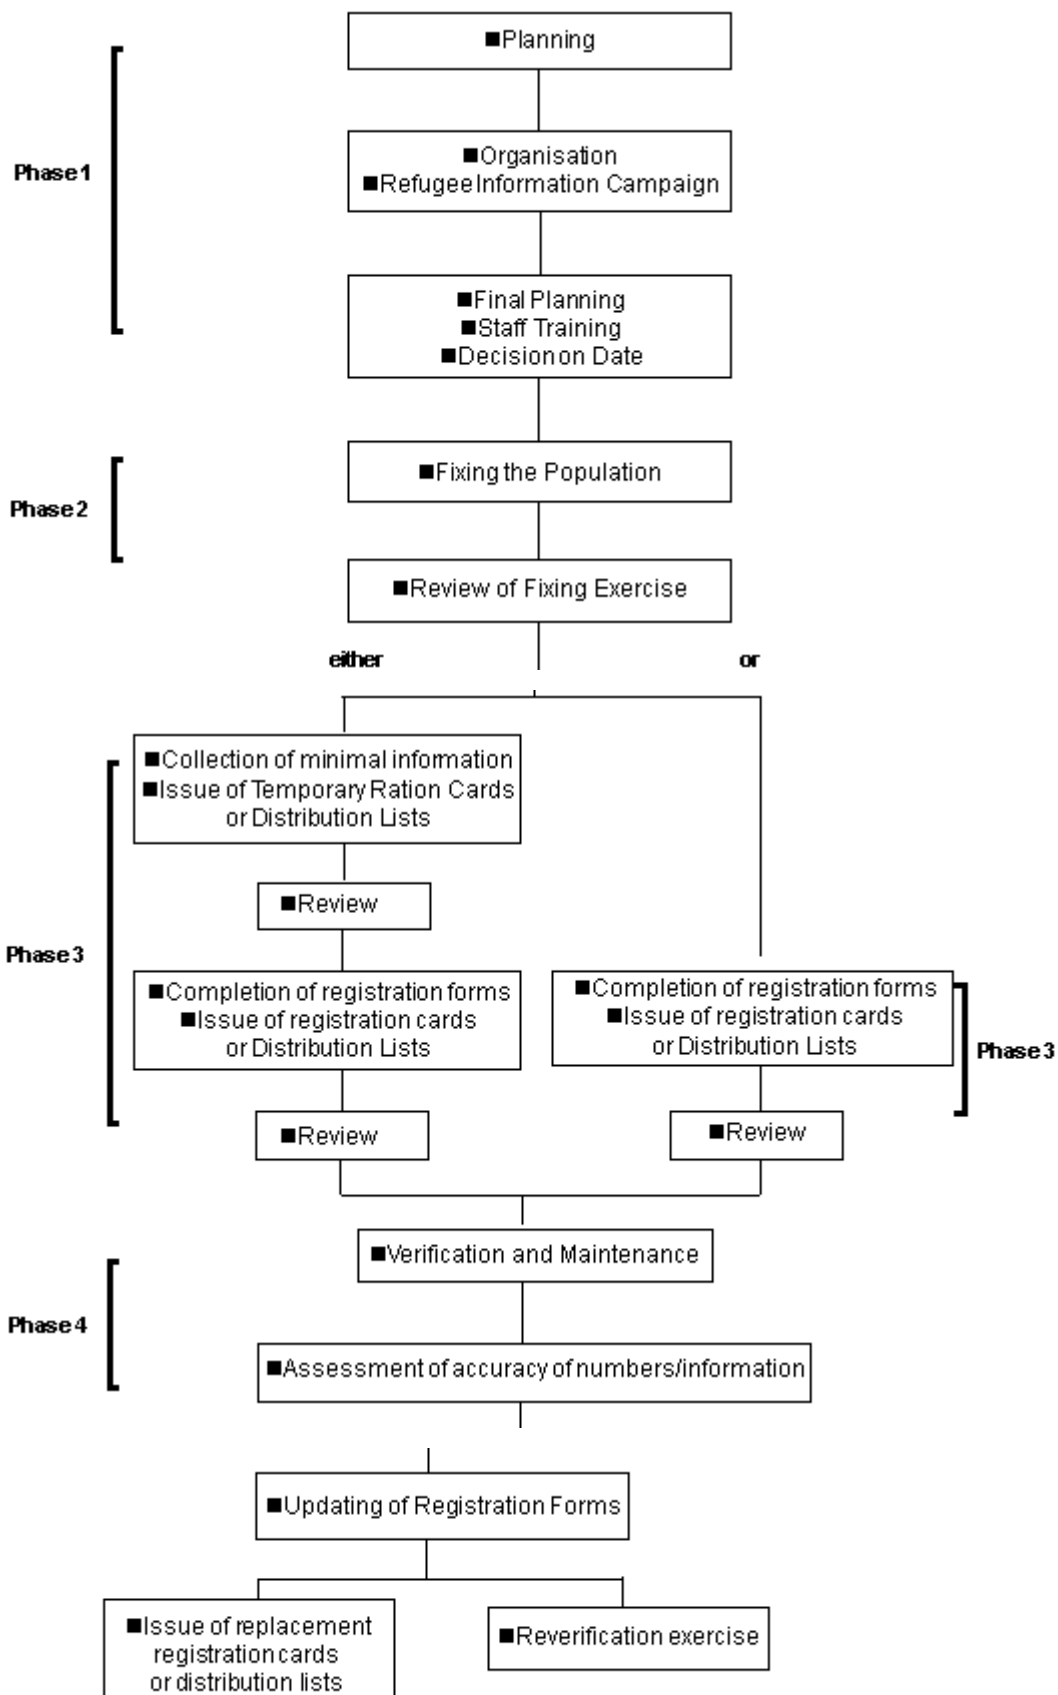 ■Planning
Phase 1
■Organisation
■Refugee Information Campaign
■Final Planning
■Staff Training
■Decision on Date
Phase 2
■Fixing the Population
■Review of Fixing Exercise
either
or
■Collection of minimal information
■Issue of Temporary Ration Cards
or Distribution Lists
■Review
Phase 3
■Completion of registration forms
■Issue of registration cards
or Distribution Lists
■Review
■Completion of registration forms
■Issue of registration cards
or Distribution Lists
Phase 3
■Review
■Verification and Maintenance
Phase 4
■Assessment of accuracy of numbers/information
■Updating of Registration Forms
■Issue of replacement
registration cards
or distribution lists
■Reverification exercise